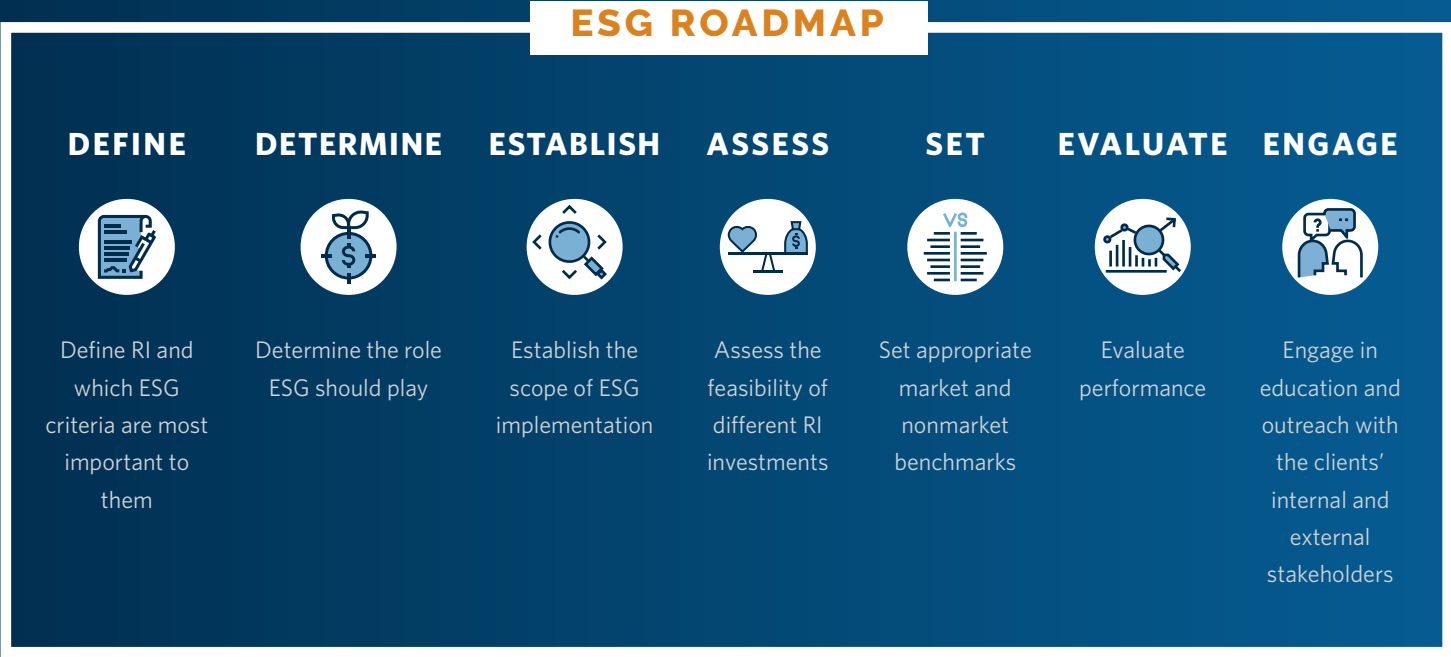 ESG ROADMAP
DEFINE
Define RI and
which ESG
criteria are most
important to
them
DETERMINE
$
Determine the role
ESG should play
ESTABLISH
Establish the
scope of ESG
implementation
ASSESS
$
Assess the
feasibility of
different RI
investments
SET
VS
Set appropriate
market and
nonmarket
benchmarks
EVALUATE
Evaluate
performance
ENGAGE
?
Engage in
education and
outreach with
the clients’
internal and
external
stakeholders